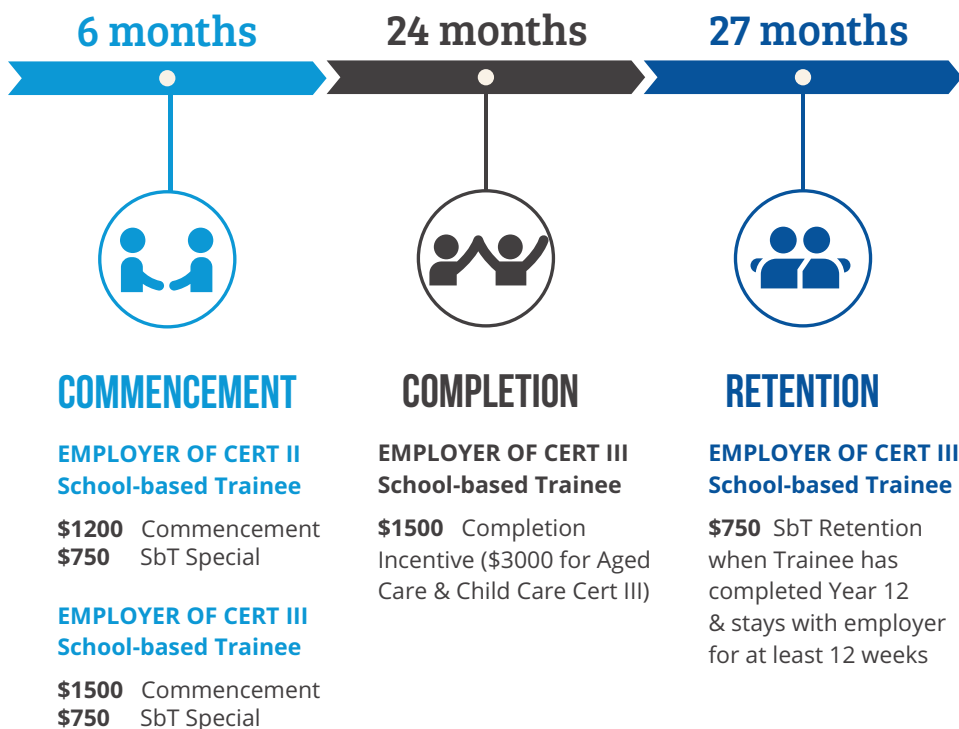 6 months
24 months
27 months
COMMENCEMENT
EMPLOYER OF CERT II
School-based Trainee
$1200 Commencement
$750 SbT Special
EMPLOYER OF CERT III
School-based Trainee
$1500 Commencement
$750 SbT Special
COMPLETION
EMPLOYER OF CERT III
School-based Trainee
$1500 Completion
Incentive ($3000 for Aged
Care & Child Care Cert III)
RETENTION
EMPLOYER OF CERT III
School-based Trainee
$750 SbT Retention
when Trainee has
completed Year 12
& stays with employer
for at least 12 weeks